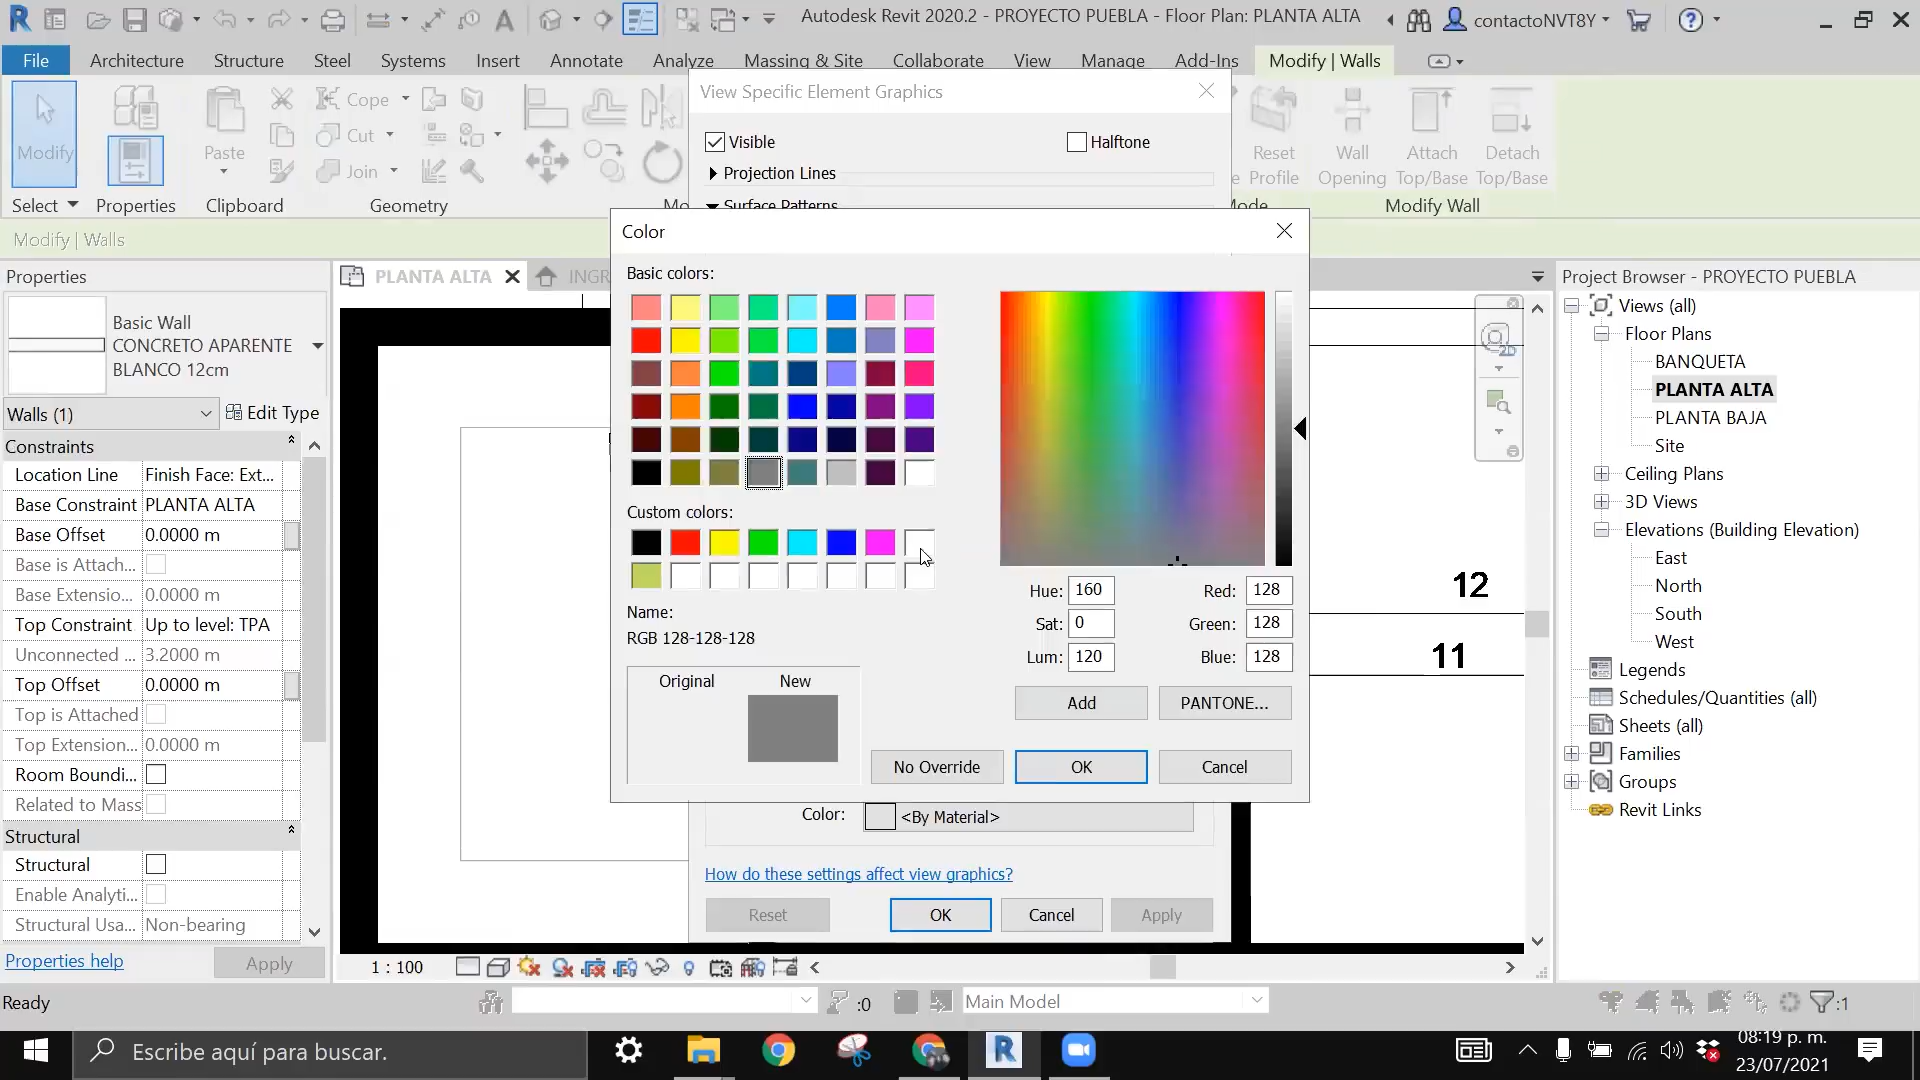 Autodesk Revit 2020.2 - PROYECTO PUEBLA - Floor Plan: PLANTA ALTA
contactoNVT8Y
File
Architecture
Structure
Steel
Systems
Insert
Annotate
Analyze
Massing & Site
Collaborate
View
Manage
Add-Ins
Modify | Walls
Modify
Paste
Cope
Cut
Join
Reset
Profile
Wall
Opening
Attach
Top/Base
Detach
Top/Base
Select
Properties
Clipboard
Geometry
Modify Wall
Modify | Walls
View Specific Element Graphics
Visible
Halftone
Projection Lines
Surface Patterns
Color
Basic colors:
Custom colors:
Name:
RGB 128-128-128
Original
New
Hue: 160
Sat: 0
Lum: 120
Red: 128
Green: 128
Blue: 128
Add
PANTONE...
No Override
OK
Cancel
Color:
<By Material>
How do these settings affect view graphics?
Reset
OK
Cancel
Apply
Properties
Basic Wall
CONCRETO APARENTE
BLANCO 12cm
Walls (1)
Edit Type
Constraints
Location Line Finish Face: Ext...
Base Constraint PLANTA ALTA
Base Offset 0.0000 m
Base is Attach...
Base Extensio... 0.0000 m
Top Constraint Up to level: TPA
Unconnected ... 3.2000 m
Top Offset 0.0000 m
Top is Attached
Top Extension... 0.0000 m
Room Boundi...
Related to Mass
Structural
Structural
Enable Analyti...
Structural Usa... Non-bearing
Properties help
Apply
PLANTA ALTA
12
11
1 : 100
Project Browser - PROYECTO PUEBLA
Views (all)
Floor Plans
BANQUETA
PLANTA ALTA
PLANTA BAJA
Site
Ceiling Plans
3D Views
Elevations (Building Elevation)
East
North
South
West
Legends
Schedules/Quantities (all)
Sheets (all)
Families
Groups
Revit Links
Ready
:0
Main Model
:1
Escribe aquí para buscar.
08:19 p. m.
23/07/2021